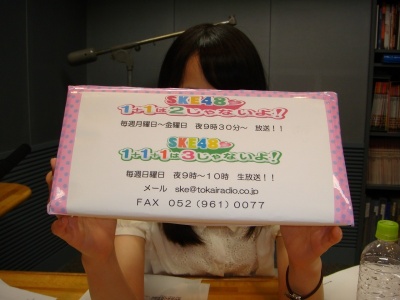 SKE48の
1+1は2じゃないよ!
毎週月曜日~金曜日 夜9時30分~ 放送!!
SKE48の
1+1+1は3じゃないよ!
毎週日曜日 夜9時~10時 生放送!!
メール ske@tokairadio.co.jp
FAX 052(961)0077